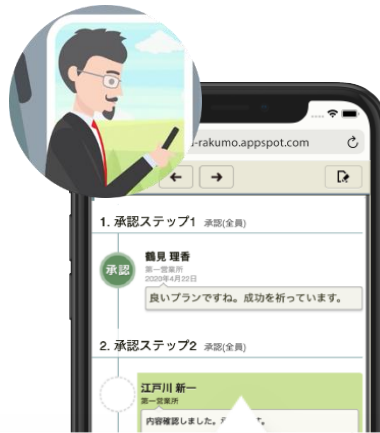 -rakumo.appspot.com
1. 承認ステップ1 承認(全員)
承認
鶴見 理香
第一営業所
2020年4月22日
良いプランですね。成功を祈っています。
2. 承認ステップ2 承認(全員)
江戸川 新一
第一営業所
内容確認しました。